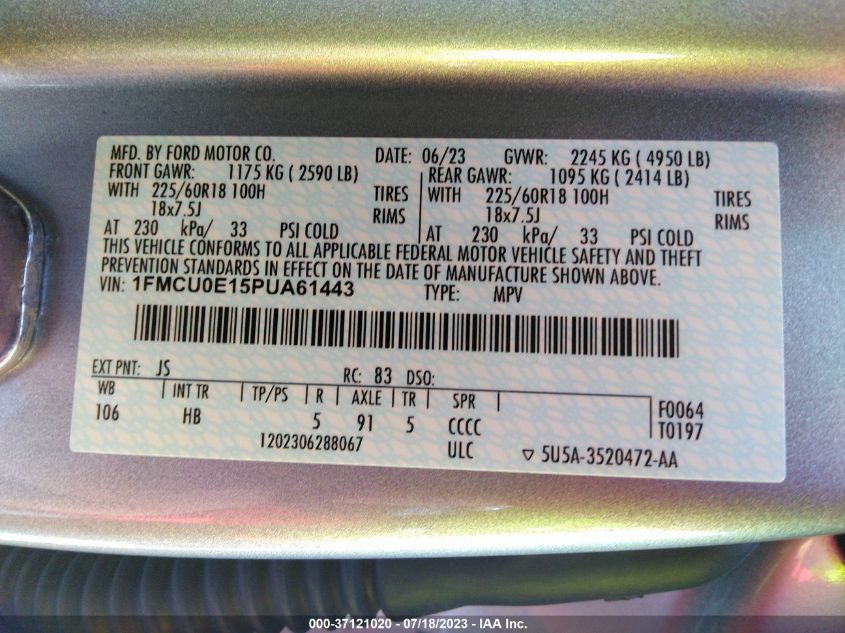 MFD. BY FORD MOTOR CO. DATE: 06/23 GVWR: 2245 KG ( 4950 LB)
FRONT GAWR: 1175 KG ( 2590 LB) REAR GAWR: 1095 KG ( 2414 LB)
WITH 225/60R18 100H TIRES WITH 225/60R18 100H TIRES
18x7.5J RIMS 18x7.5J RIMS
AT 230 kPa/ 33 PSI COLD AT 230 kPa/ 33 PSI COLD
THIS VEHICLE CONFORMS TO ALL APPLICABLE FEDERAL MOTOR VEHICLE SAFETY AND THEFT
PREVENTION STANDARDS IN EFFECT ON THE DATE OF MANUFACTURE SHOWN ABOVE.
VIN: 1FMCU0E15PUA61443 TYPE: MPV
EXT PNT: JS RC: 83 DSO:
WB INT TR TP/PS R AXLE TR SPR F0064
106 HB 5 91 5 CCCC T0197
1202306288067 ULC ▽ 5U5A-3520472-AA
000-37121020 - 07/18/2023 - IAA Inc.